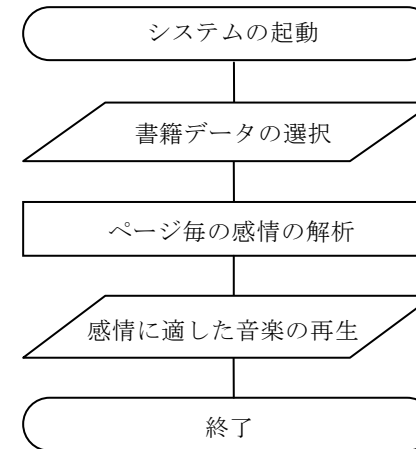 システムの起動
書籍データの選択
ページ毎の感情の解析
感情に適した音楽の再生
終了